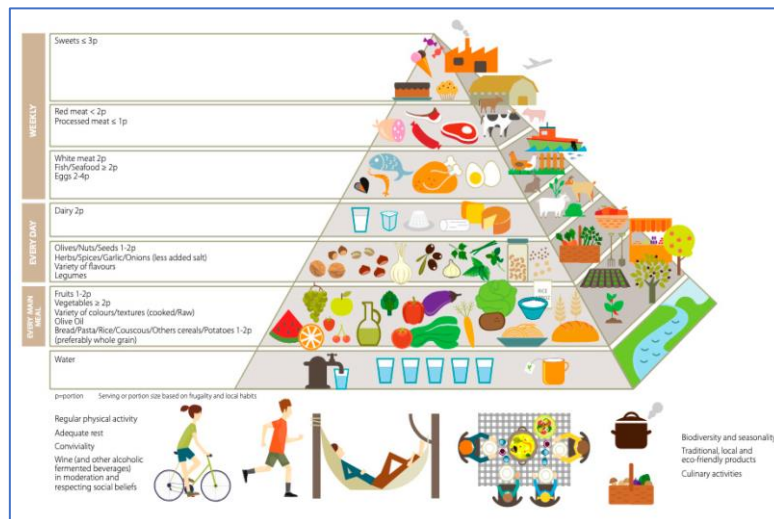 WEEKLY
Sweets ≤ 3p
Red meat < 2p
Processed meat ≤ 1p
White meat 2p
Fish/Seafood ≥ 2p
Eggs 2-4p
EVERY DAY
Dairy 2p
Olives/Nuts/Seeds 1-2p
Herbs/Spices/Garlic/Onions (less added salt)
Variety of flavours
Legumes
EVERY MAIN
MEAL
Fruits 1-2p
Vegetables ≥ 2p
Variety of colours/textures (cooked/Raw)
Olive Oil
Bread/Pasta/Rice/Couscous/Others cereals/Potatoes 1-2p
(preferably whole grain)
RICE
Water
p=portion Serving or portion size based on frugality and local habits
Regular physical activity
Adequate rest
Conviviality
Wine (and other alcoholic
fermented beverages)
in moderation and
respecting social beliefs
Biodiversity and seasonality
Traditional, local and
eco-friendly products
Culinary activities